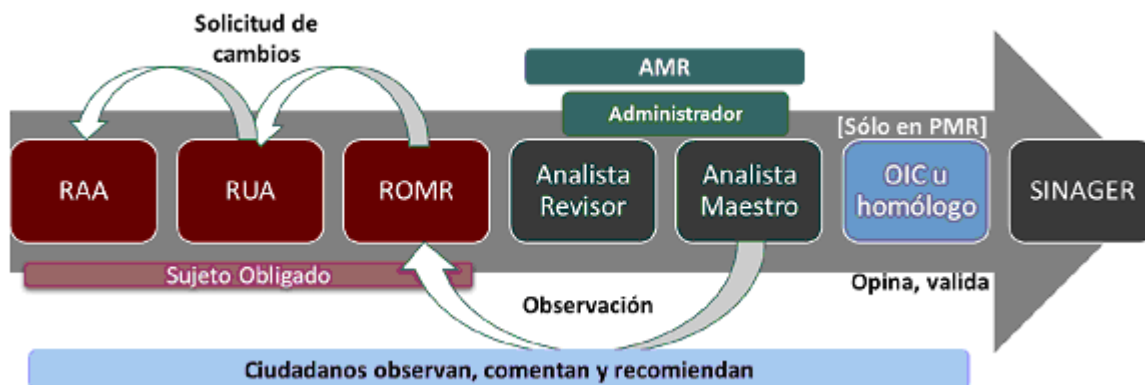 Solicitud de
cambios
AMR
Administrador
[Sólo en PMR]
RAA
RUA
ROMR
Analista
Revisor
Analista
Maestro
OIC u
homólogo
SINAGER
Sujeto Obligado
Observación
Opina, valida
Ciudadanos observan, comentan y recomiendan